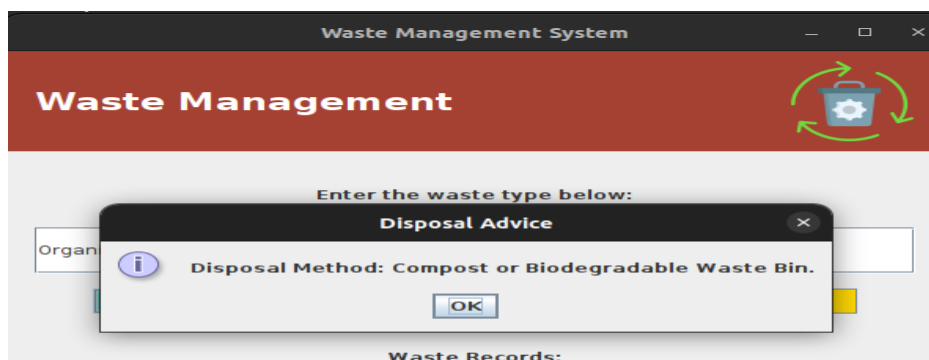 Waste Management System
Waste Management
Enter the waste type below:
Disposal Advice
Organ
Disposal Method: Compost or Biodegradable Waste Bin.
OK
Waste Records: